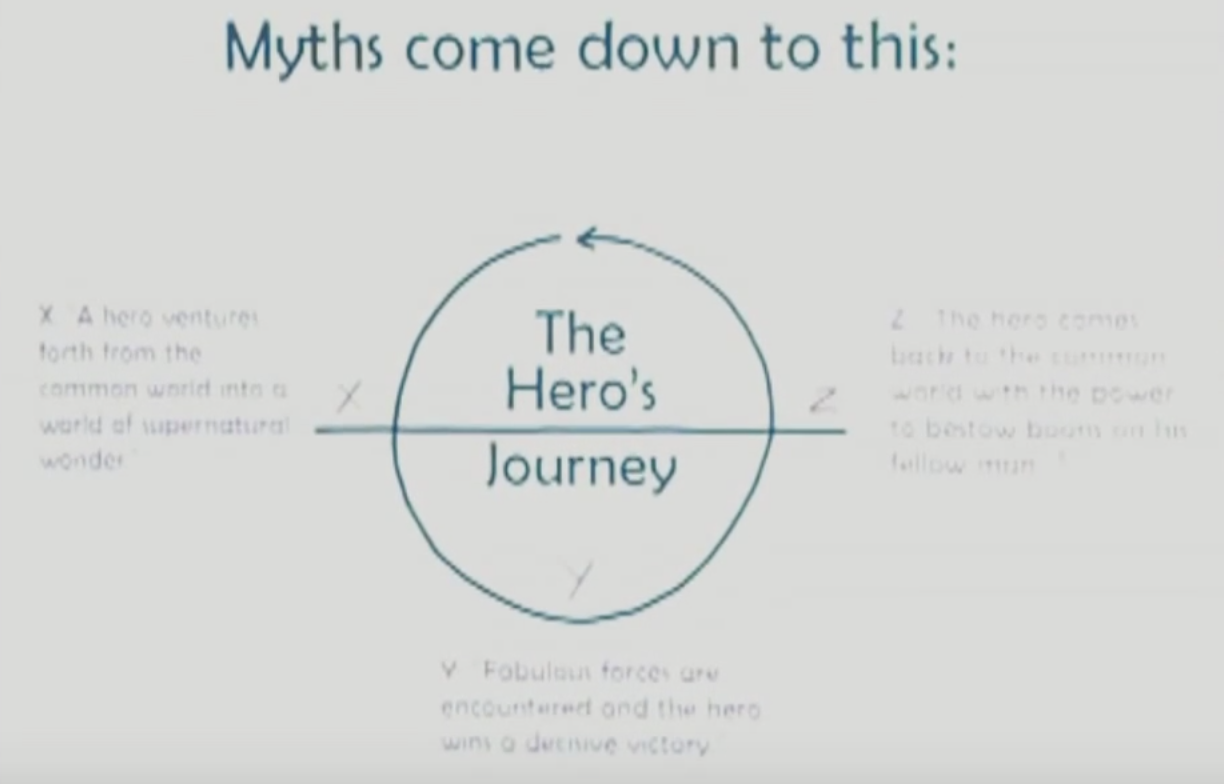 Myths come down to this:
The
Hero's
Journey
X "A hero ventures
forth from the
common world into a
world of supernatural
wonder"
X
Z
Y
Z "The hero comes
back to the common
world with the power
to bestow boons on his
fellow man."
Y "Fabulous forces are
encountered and the hero
wins a decisive victory"